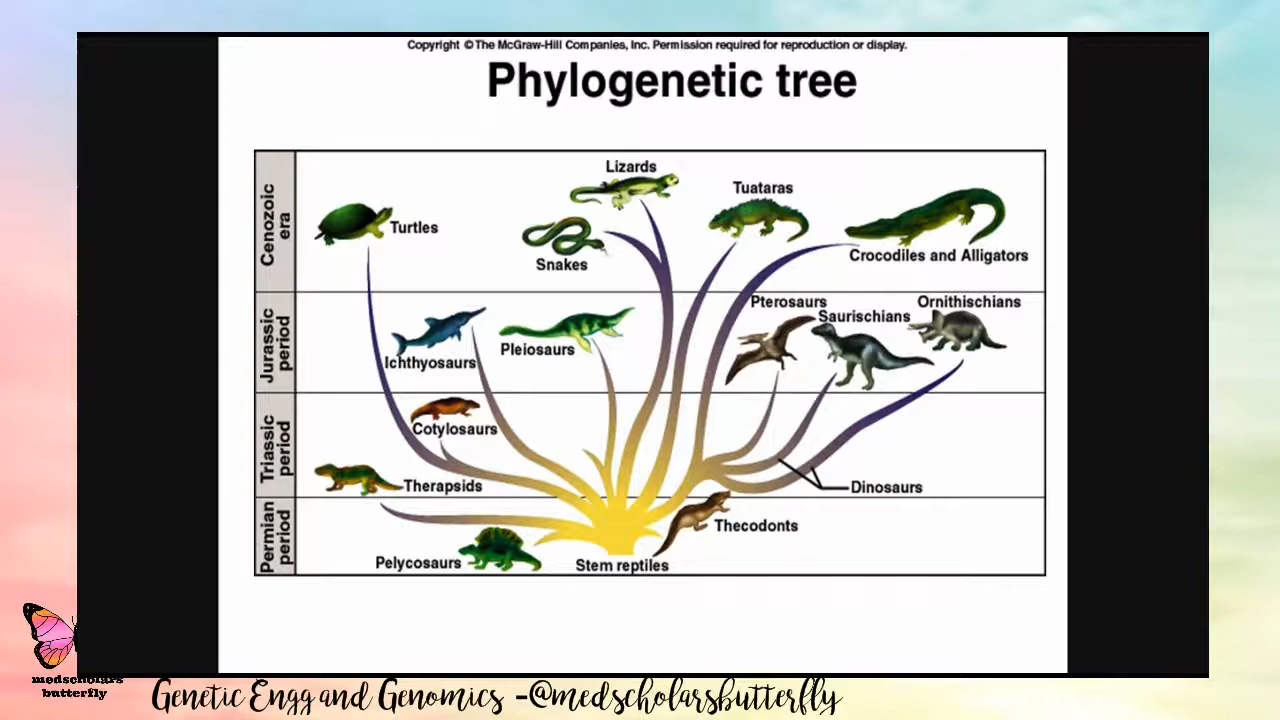 Copyright © The McGraw-Hill Companies, Inc. Permission required for reproduction or display.
Phylogenetic tree
Cenozoic
era
Lizards
Tuataras
Turtles
Snakes
Crocodiles and Alligators
Jurassic
period
Pterosaurs
Ornithischians
Saurischians
Pleiosaurs
Ichthyosaurs
Triassic
period
Cotylosaurs
Therapsids
Dinosaurs
Permian
period
Thecodonts
Pelycosaurs
Stem reptiles
medscholars
butterfly
Genetic Engg and Genomics -@medscholarsbutterfly